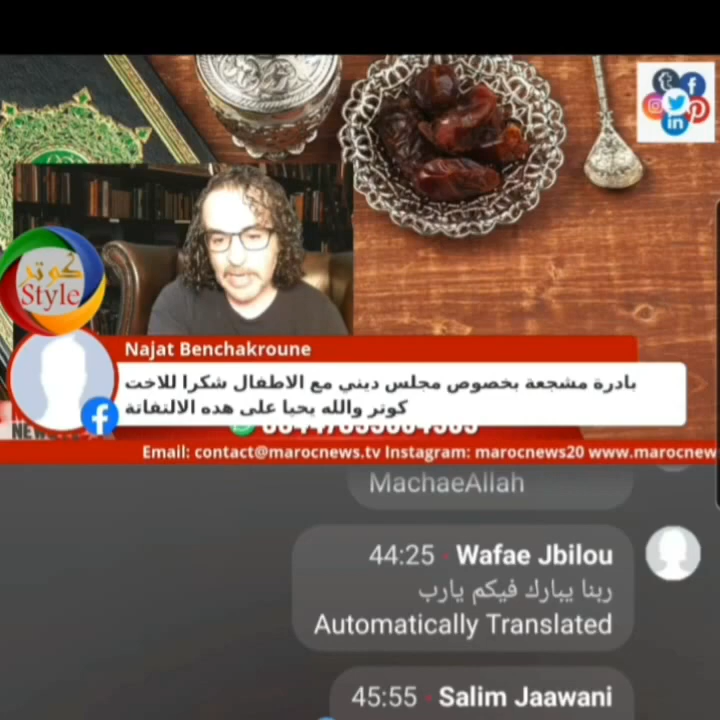 كوتر
Style
Najat Benchakroune
بادرة مشجعة بخصوص مجلس ديني مع الاطفال شكرا للاخت
كوتر والله يحيا على هده الالتفاتة
NEW
Email: contact@marocnews.tv Instagram: marocnews20 www.marocnew
MachaeAllah
44:25 · Wafae Jbilou
ربنا يبارك فيكم يارب
Automatically Translated
45:55 · Salim Jaawani